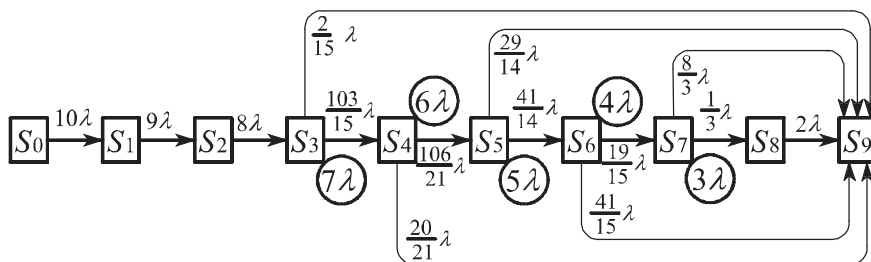 2/15 λ
29/14 λ
8/3 λ
10λ 9λ 8λ 103/15 λ 6λ 41/14 λ 4λ 1/3 λ 2λ
S0 S1 S2 S3 S4 S5 S6 S7 S8 S9
7λ 106/21 λ 5λ 19/15 λ 3λ
20/21 λ 41/15 λ